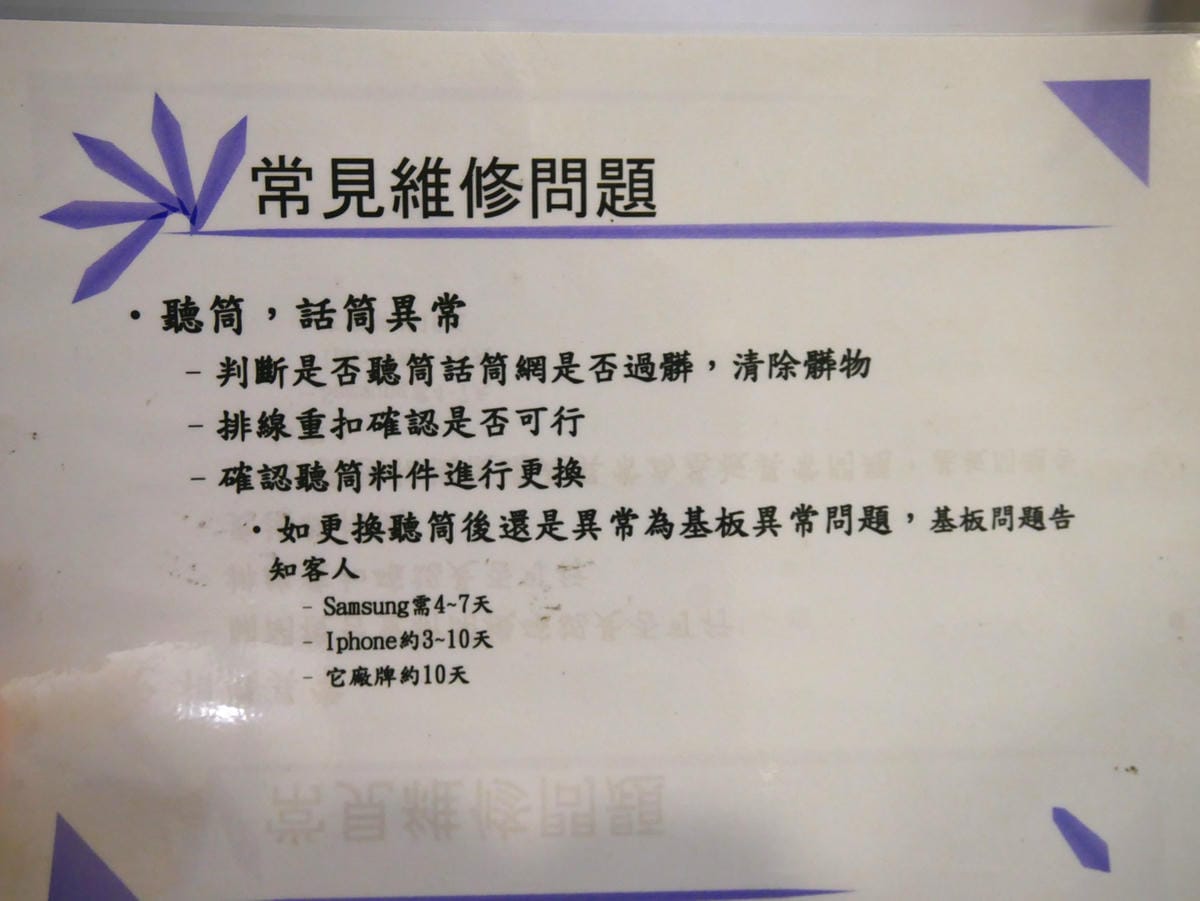 常見維修問題
・聽筒，話筒異常
－判斷是否聽筒話筒網是否過髒，清除髒物
－排線重扣確認是否可行
－確認聽筒料件進行更換
・如更換聽筒後還是異常為基板異常問題，基板問題告
知客人
－Samsung需4~7天
－Iphone約3~10天
－它廠牌約10天